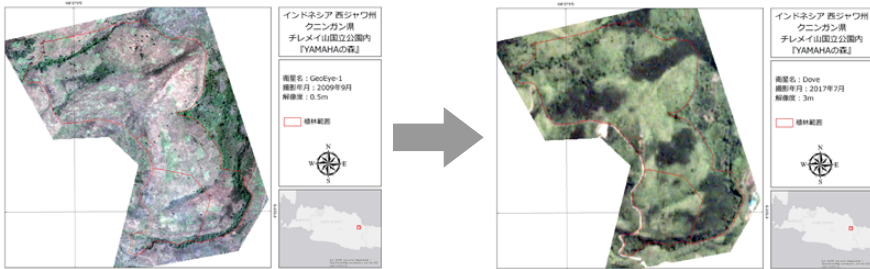 インドネシア 西ジャワ州
クニンガン県
チレメイ山国立公園内
『YAMAHAの森』
衛星名：GeoEye-1
撮影年月：2009年9月
解像度：0.5m
植林範囲
N
W
E
S
インドネシア 西ジャワ州
クニンガン県
チレメイ山国立公園内
『YAMAHAの森』
衛星名：Dove
撮影年月：2017年7月
解像度：3m
植林範囲
N
W
E
S